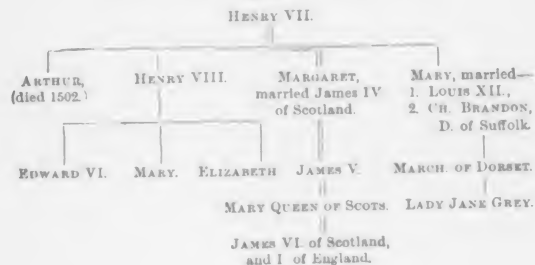 HENRY VII.
ARTHUR,
(died 1502.)
HENRY VIII.
MARGARET,
married James IV
of Scotland.
MARY, married—
1. LOUIS XII.,
2. CH. BRANDON,
D. of Suffolk.
EDWARD VI.
MARY.
ELIZABETH
JAMES V.
MARCH. OF DORSET.
MARY QUEEN OF SCOTS.
LADY JANE GREY.
JAMES VI. of Scotland,
and I of England.